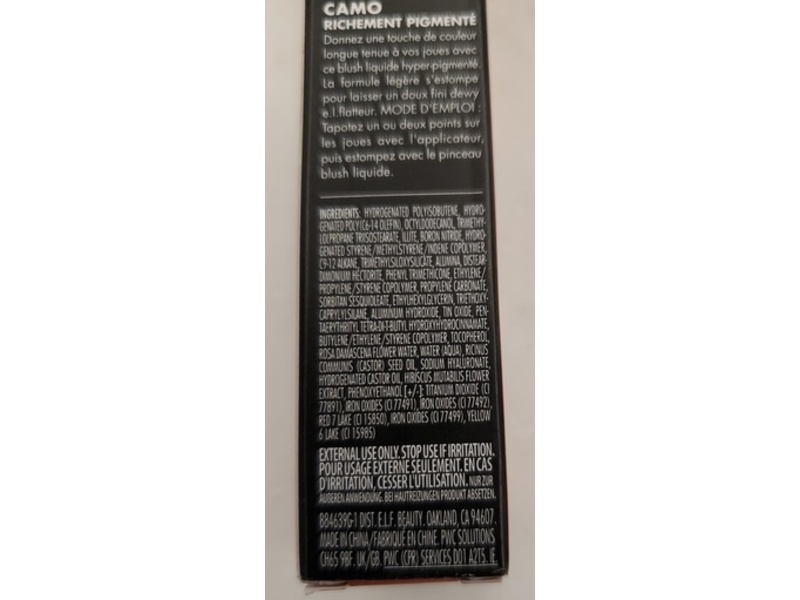 CAMO
RICHEMENT PIGMENTÉ
Donnez une touche de couleur
longue tenue à vos joues avec
ce blush liquide hyper-pigmenté.
La formule légère s'estompe
pour laisser un doux fini dewy
e.l.flatteur. MODE D'EMPLOI :
Tapotez un ou deux points sur
les joues avec l'applicateur,
puis estompez avec le pinceau
blush liquide.
INGREDIENTS: HYDROGENATED POLYISOBUTENE, HYDRO-
GENATED POLY(C6-14 OLEFIN), OCTYLDODECANOL, TRIMETHY-
LOLPROPANE TRIISOSTEARATE, ILLITE, BORON NITRIDE, HYDRO-
GENATED STYRENE/METHYLSTYRENE/INDENE COPOLYMER,
C9-12 ALKANE, TRIMETHYLSILOXYSILICATE, ALUMINA, DISTEAR-
DIMONIUM HECTORITE, PHENYL TRIMETHICONE, ETHYLENE/
PROPYLENE/STYRENE COPOLYMER, PROPYLENE CARBONATE,
SORBITAN SESQUIOLEATE, ETHYLHEXYLGLYCERIN, TRIETHOXY-
CAPRYLYLSILANE, ALUMINUM HYDROXIDE, TIN OXIDE, PEN-
TAERYTHRITYL TETRA-DI-T-BUTYL HYDROXYHYDROCINNAMATE,
BUTYLENE/ETHYLENE/STYRENE COPOLYMER, TOCOPHEROL,
ROSA DAMASCENA FLOWER WATER, WATER (AQUA), RICINUS
COMMUNIS (CASTOR) SEED OIL, SODIUM HYALURONATE,
HYDROGENATED CASTOR OIL, HIBISCUS MUTABILIS FLOWER
EXTRACT, PHENOXYETHANOL [+/-]: TITANIUM DIOXIDE (CI
77891), IRON OXIDES (CI 77491), IRON OXIDES (CI 77492),
RED 7 LAKE (CI 15850), IRON OXIDES (CI 77499), YELLOW
6 LAKE (CI 15985)
EXTERNAL USE ONLY. STOP USE IF IRRITATION.
POUR USAGE EXTERNE SEULEMENT. EN CAS
D'IRRITATION, CESSER L'UTILISATION. NUR ZUR
ÄUßEREN ANWENDUNG. BEI HAUTREIZUNGEN PRODUKT ABSETZEN.
B84639G-1 DIST. E.L.F. BEAUTY. OAKLAND, CA 94607.
MADE IN CHINA/FABRIQUÉ EN CHINE. PWC SOLUTIONS
CH65 9BF. UK/GB. PWC (CPR) SERVICES D01 A2T5. IE.